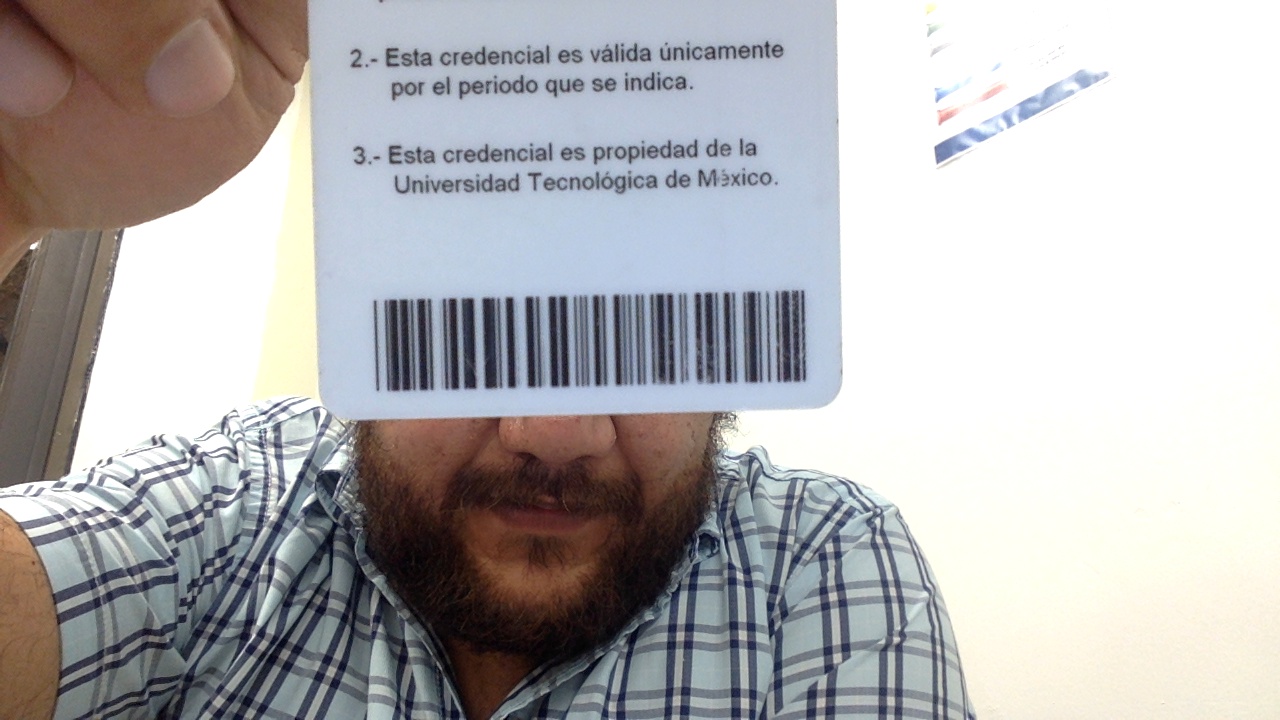 2.- Esta credencial es válida únicamente
por el periodo que se indica.
3.- Esta credencial es propiedad de la
Universidad Tecnológica de México.